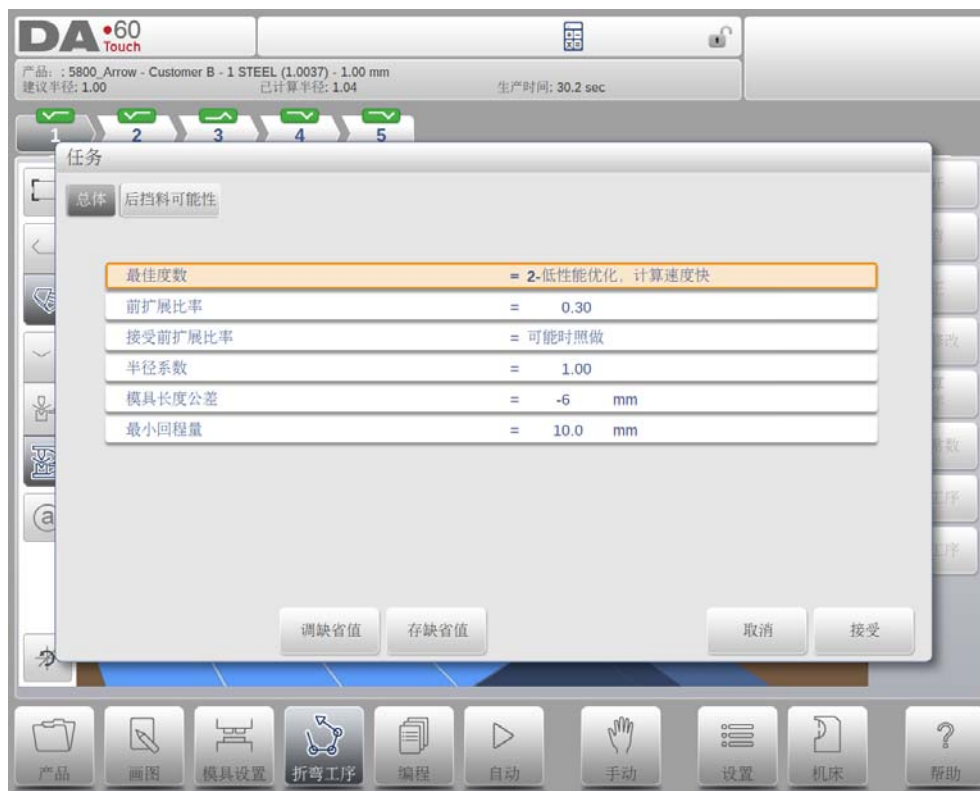 DA•60
Touch
产品: : 5800_Arrow - Customer B - 1 STEEL (1.0037) - 1.00 mm
建议半径: 1.00 已计算半径: 1.04 生产时间: 30.2 sec
1 2 3 4 5
任务
总体 后挡料可能性
最佳度数 = 2-低性能优化, 计算速度快
前扩展比率 = 0.30
接受前扩展比率 = 可能时照做
半径系数 = 1.00
模具长度公差 = -6 mm
最小回程量 = 10.0 mm
调缺省值 存缺省值 取消 接受
产品 画图 模具设置 折弯工序 编程 自动 手动 设置 机床 帮助